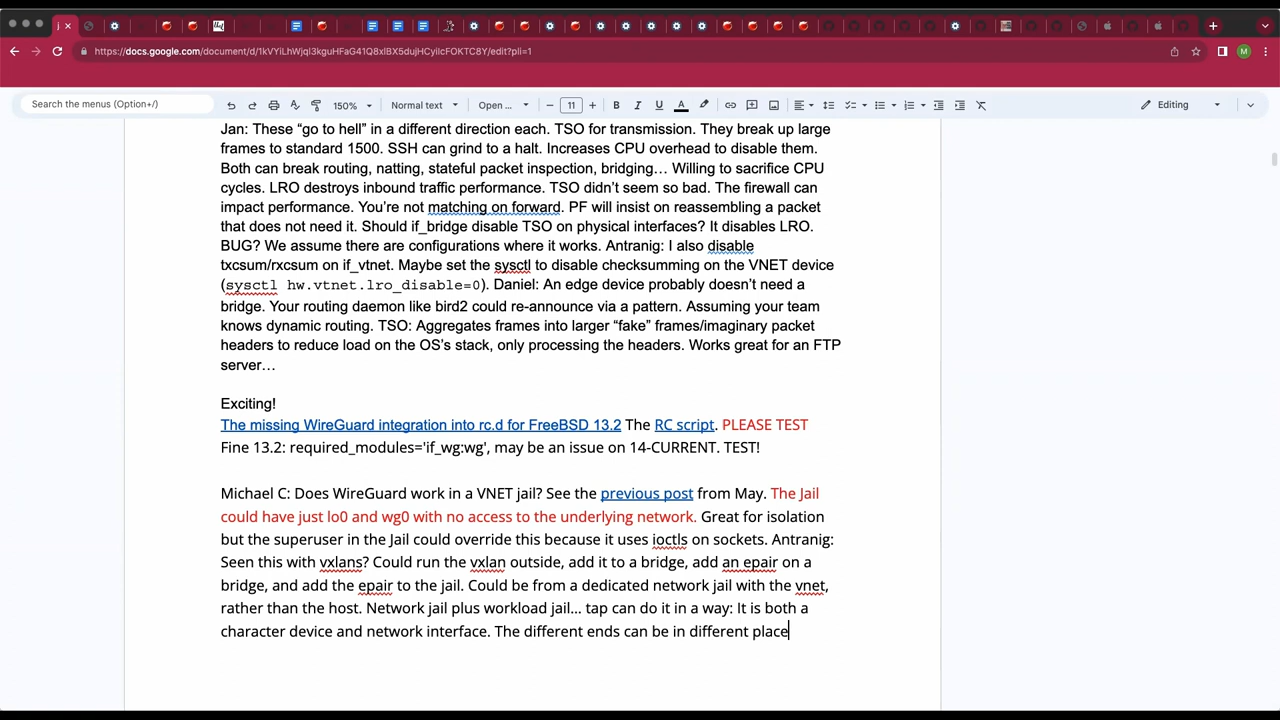 https://docs.google.com/document/d/1kVYiLhWjqI3kguHFaG41Q8xlBX5dujHCyiIcFOKTC8Y/edit?pli=1
M
Search the menus (Option+/)
150%
Normal text
Open ...
11
B
I
U
A
Editing
Jan: These “go to hell” in a different direction each. TSO for transmission. They break up large
frames to standard 1500. SSH can grind to a halt. Increases CPU overhead to disable them.
Both can break routing, natting, stateful packet inspection, bridging… Willing to sacrifice CPU
cycles. LRO destroys inbound traffic performance. TSO didn’t seem so bad. The firewall can
impact performance. You’re not matching on forward. PF will insist on reassembling a packet
that does not need it. Should if_bridge disable TSO on physical interfaces? It disables LRO.
BUG? We assume there are configurations where it works. Antranig: I also disable
txcsum/rxcsum on if_vtnet. Maybe set the sysctl to disable checksumming on the VNET device
(sysctl hw.vtnet.lro_disable=0). Daniel: An edge device probably doesn’t need a
bridge. Your routing daemon like bird2 could re-announce via a pattern. Assuming your team
knows dynamic routing. TSO: Aggregates frames into larger “fake” frames/imaginary packet
headers to reduce load on the OS’s stack, only processing the headers. Works great for an FTP
server…
Exciting!
The missing WireGuard integration into rc.d for FreeBSD 13.2 The RC script. PLEASE TEST
Fine 13.2: required_modules='if_wg:wg', may be an issue on 14-CURRENT. TEST!
Michael C: Does WireGuard work in a VNET jail? See the previous post from May. The Jail
could have just lo0 and wg0 with no access to the underlying network. Great for isolation
but the superuser in the Jail could override this because it uses ioctls on sockets. Antranig:
Seen this with vxlans? Could run the vxlan outside, add it to a bridge, add an epair on a
bridge, and add the epair to the jail. Could be from a dedicated network jail with the vnet,
rather than the host. Network jail plus workload jail… tap can do it in a way: It is both a
character device and network interface. The different ends can be in different place